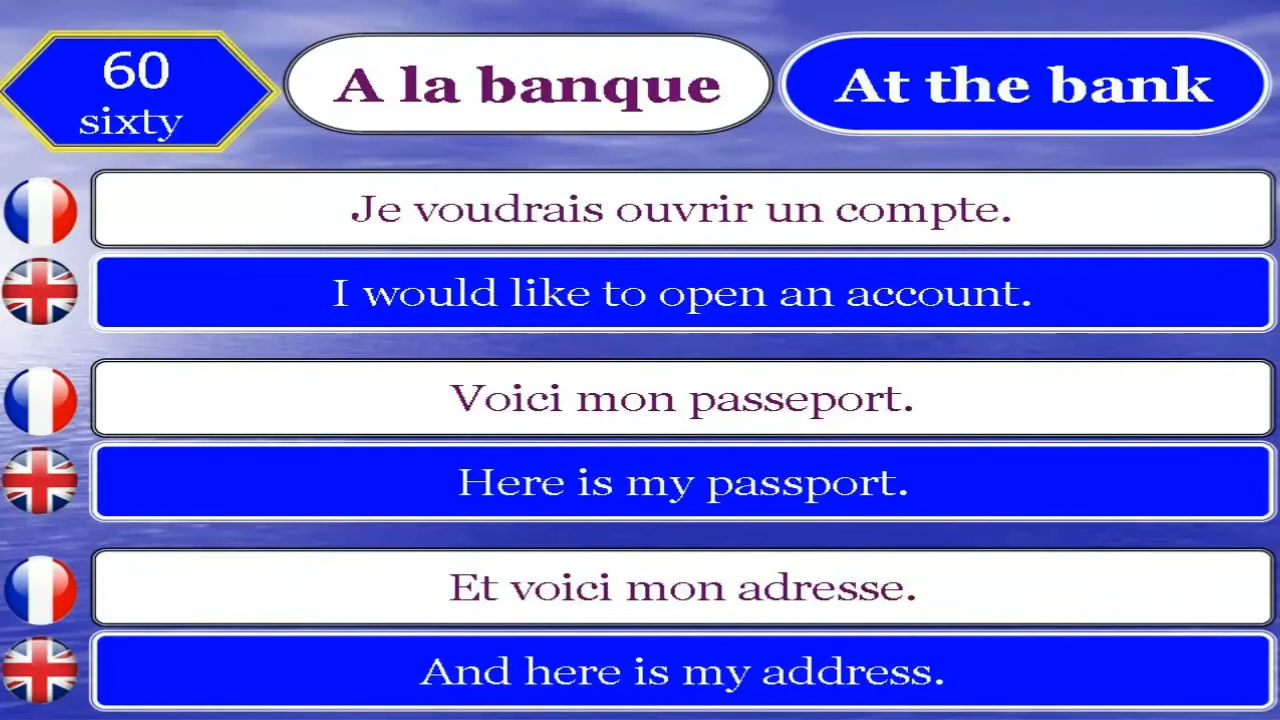 60
sixty
A la banque
At the bank
Je voudrais ouvrir un compte.
I would like to open an account.
Voici mon passeport.
Here is my passport.
Et voici mon adresse.
And here is my address.